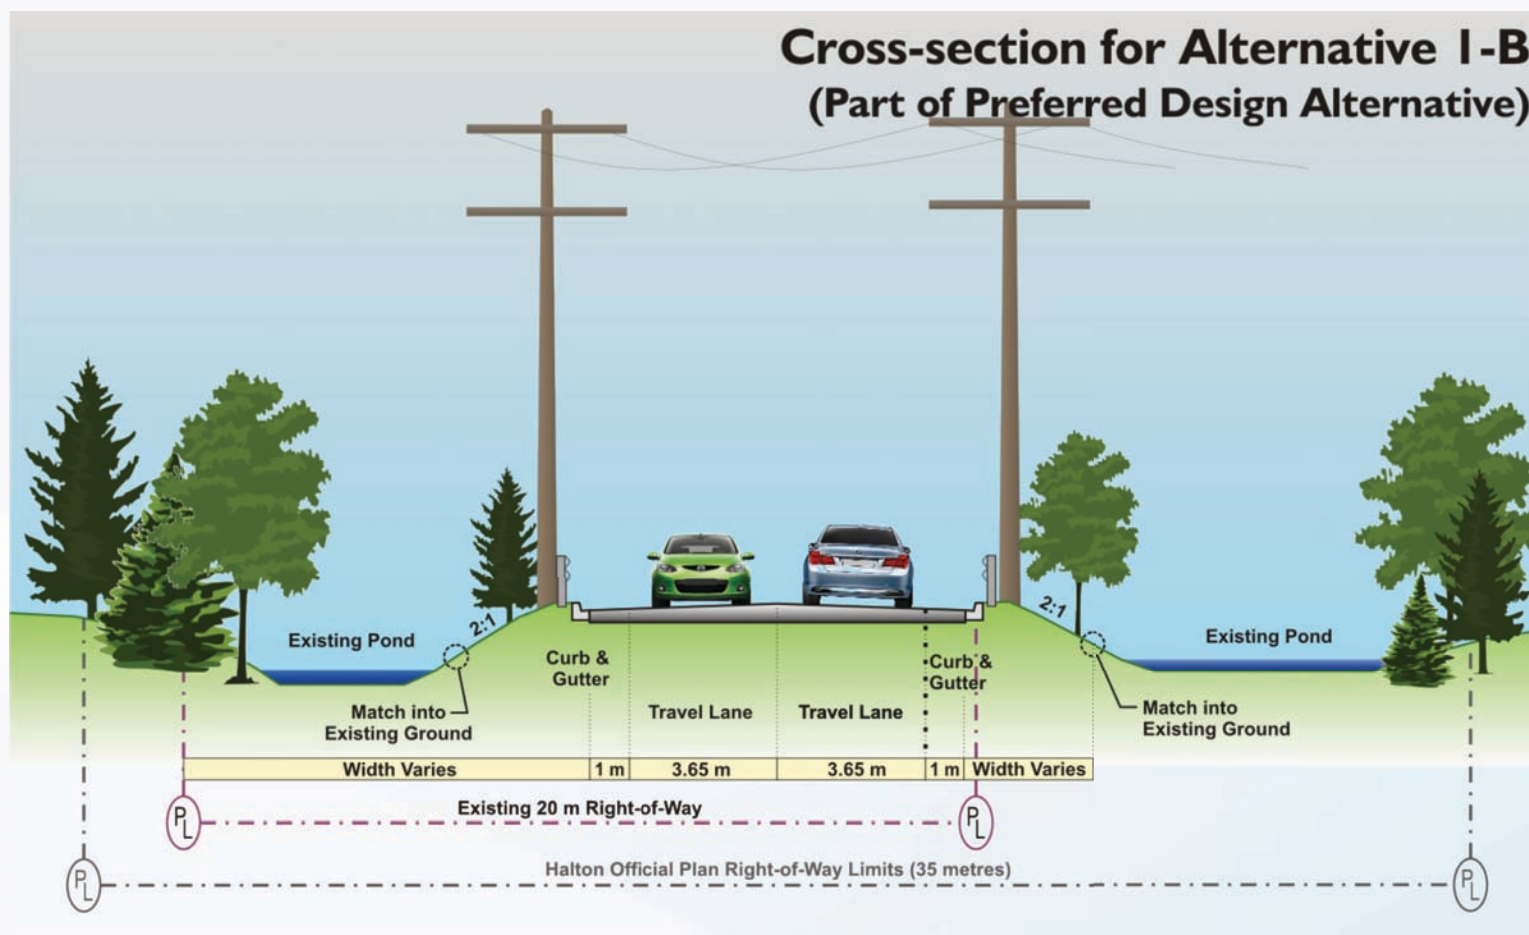 Cross-section for Alternative 1-B
(Part of Preferred Design Alternative)
2:1
2:1
Existing Pond
Existing Pond
Curb &
Gutter
Curb &
Gutter
Match into
Existing Ground
Travel Lane
Travel Lane
Match into
Existing Ground
Width Varies
1 m
3.65 m
3.65 m
1 m
Width Varies
Existing 20 m Right-of-Way
PL
PL
Halton Official Plan Right-of-Way Limits (35 metres)
PL
PL